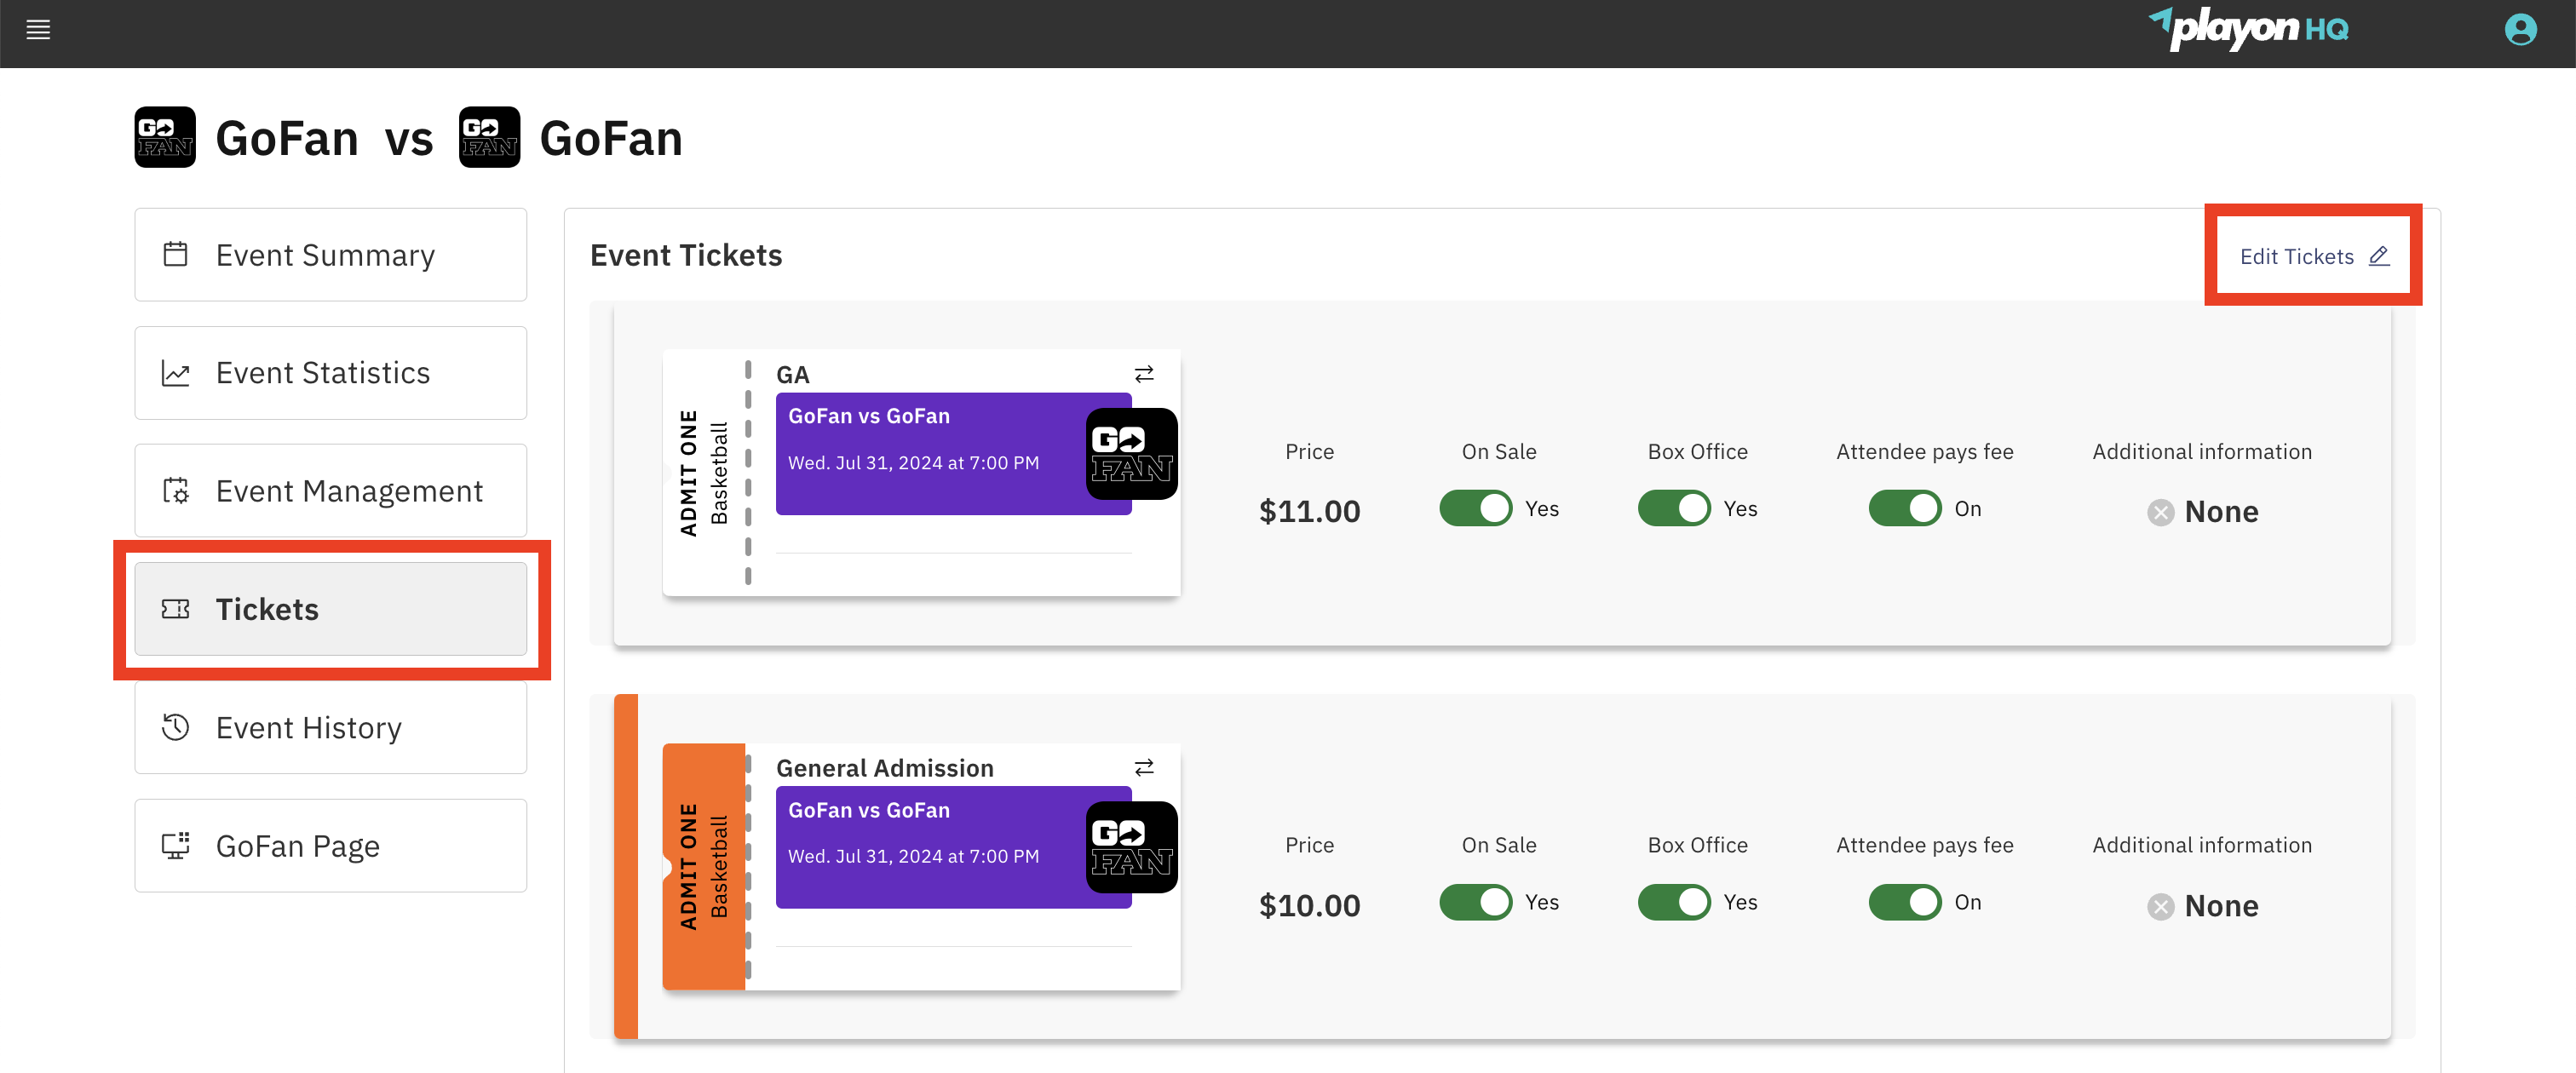 playon HQ
GO FAN GoFan vs GO FAN GoFan
Event Summary
Event Statistics
Event Management
Tickets
Event History
GoFan Page
Event Tickets
Edit Tickets
ADMIT ONE
Basketball
GA
GoFan vs GoFan
Wed. Jul 31, 2024 at 7:00 PM
GO
FAN
Price
$11.00
On Sale
Yes
Box Office
Yes
Attendee pays fee
On
Additional information
None
ADMIT ONE
Basketball
General Admission
GoFan vs GoFan
Wed. Jul 31, 2024 at 7:00 PM
GO
FAN
Price
$10.00
On Sale
Yes
Box Office
Yes
Attendee pays fee
On
Additional information
None